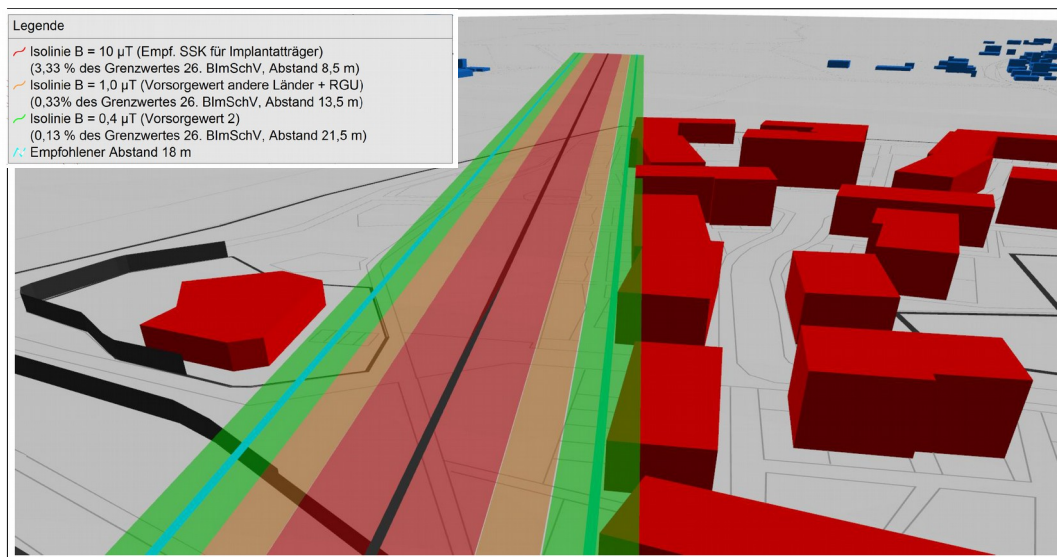 Legende
Isolinie B = 10 µT (Empf. SSK für Implantatträger)
(3,33 % des Grenzwertes 26. BImSchV, Abstand 8,5 m)
Isolinie B = 1,0 µT (Vorsorgewert andere Länder + RGU)
(0,33% des Grenzwertes 26. BImSchV, Abstand 13,5 m)
Isolinie B = 0,4 µT (Vorsorgewert 2)
(0,13 % des Grenzwertes 26. BImSchV, Abstand 21,5 m)
Empfohlener Abstand 18 m